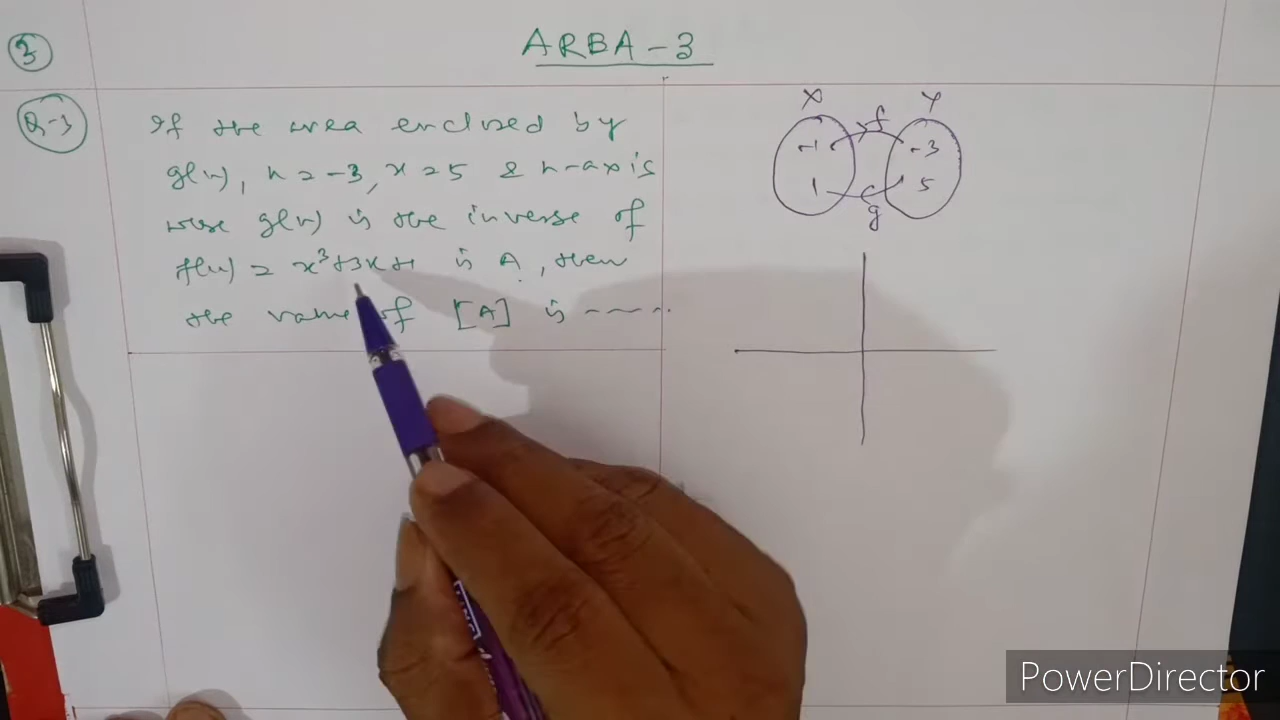 3
ARBA-3
Q-3
If the area enclosed by
g(x), x=-3, x=5 & x-axis
where g(x) is the inverse of
f(x) = x³+3x+1 is A, then
the value of [A] is ----.
X Y
f
-1 -3
1 5
g
PowerDirector